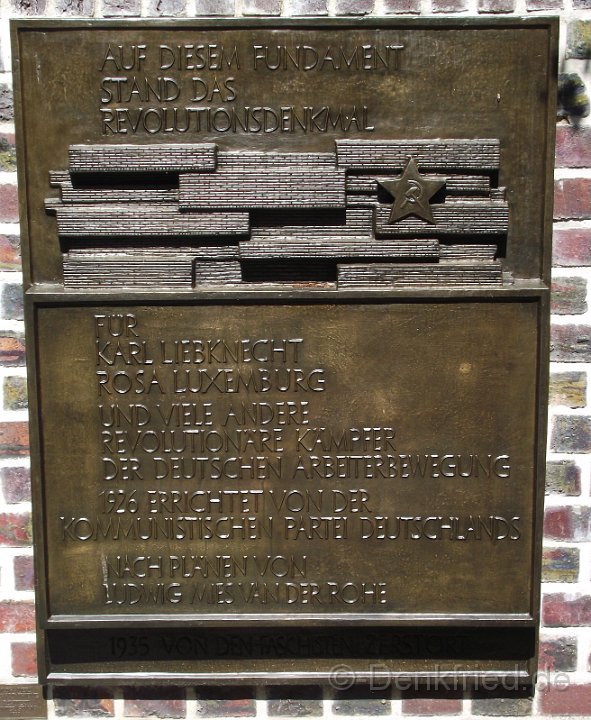 AUF DIESEM FUNDAMENT
STAND DAS
REVOLUTIONSDENKMAL
FÜR
KARL LIEBKNECHT
ROSA LUXEMBURG
UND VIELE ANDERE
REVOLUTIONÄRE KÄMPFER
DER DEUTSCHEN ARBEITERBEWEGUNG
1926 ERRICHTET VON DER
KOMMUNISTISCHEN PARTEI DEUTSCHLANDS
NACH PLÄNEN VON
LUDWIG MIES VAN DER ROHE
1935 VON DEN FASCHISTEN ZERSTÖRT
©-Denkfried.de